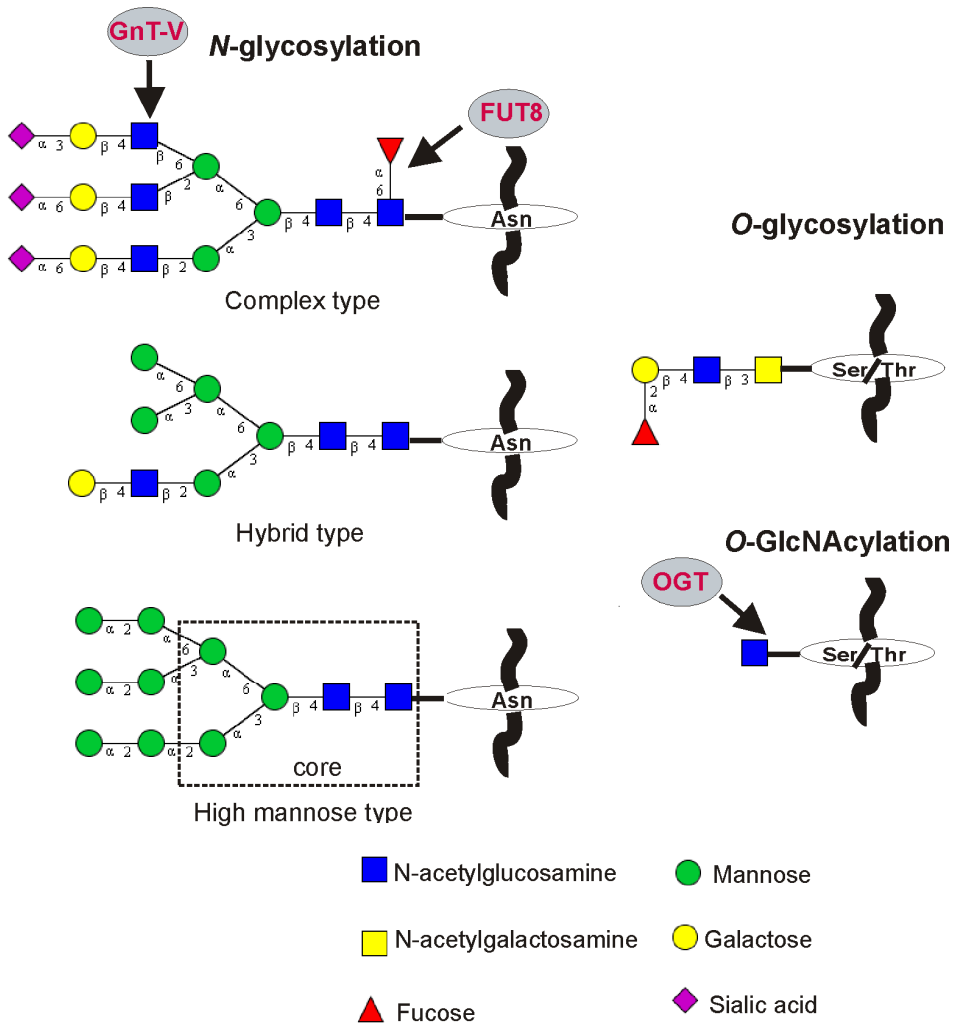 GnT-V
N-glycosylation
FUT8
α 3 β 4 β 6
α 6
α 6 β 4 β 2 α 6
β 4 β 4 Asn
α 6 β 4 β 2 α 3
Complex type
O-glycosylation
α 6
α 3 α 6
β 4 β 4 Asn
β 4 β 2 α 3
Hybrid type
β 4 β 3 Ser/Thr
2 α
O-GlcNAcylation
OGT
Ser/Thr
α 2 α 6
α 2 α 3 α 6
β 4 β 4 Asn
α 2 α 2 α 3
core
High mannose type
N-acetylglucosamine
Mannose
N-acetylgalactosamine
Galactose
Fucose
Sialic acid